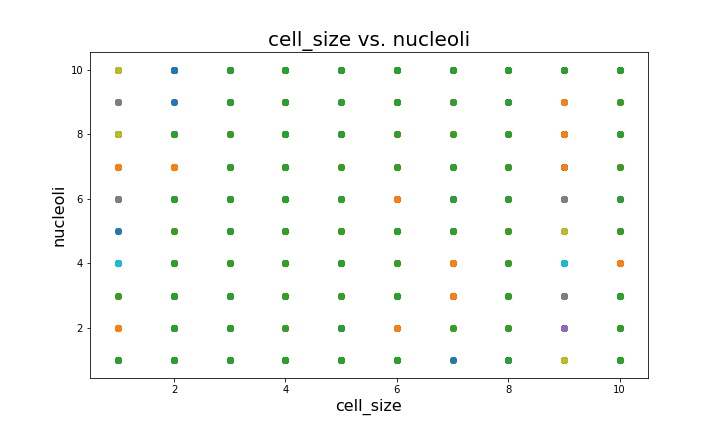 cell_size vs. nucleoli
10
8
6
4
2
nucleoli
2 4 6 8 10
cell_size